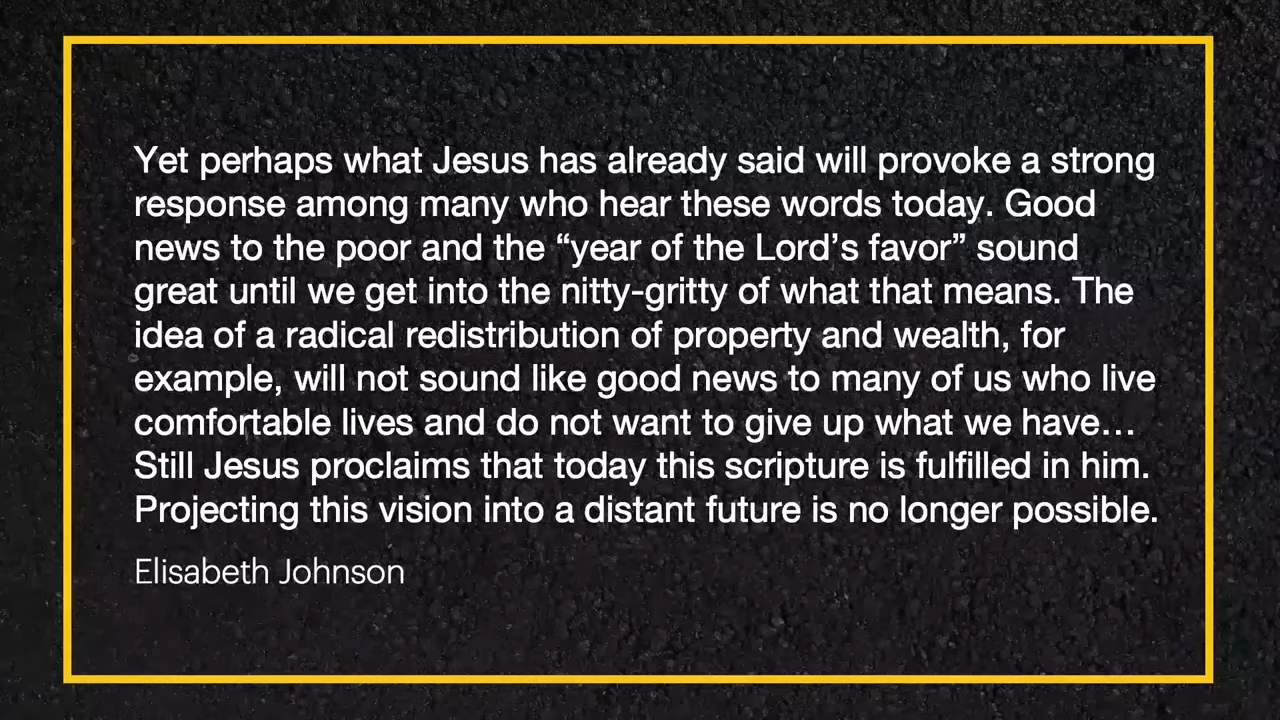 Yet perhaps what Jesus has already said will provoke a strong
response among many who hear these words today. Good
news to the poor and the “year of the Lord’s favor” sound
great until we get into the nitty-gritty of what that means. The
idea of a radical redistribution of property and wealth, for
example, will not sound like good news to many of us who live
comfortable lives and do not want to give up what we have…
Still Jesus proclaims that today this scripture is fulfilled in him.
Projecting this vision into a distant future is no longer possible.
Elisabeth Johnson